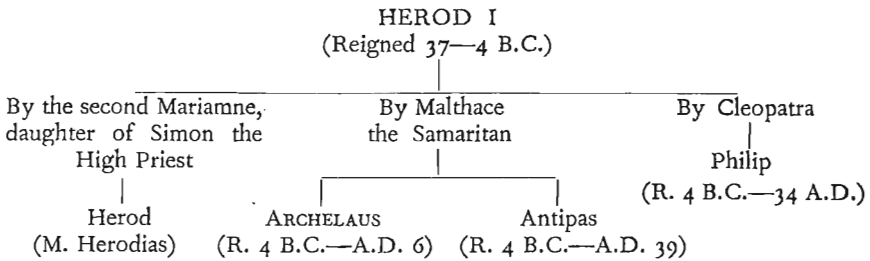 HEROD I
(Reigned 37—4 B.C.)
By the second Mariamne,
daughter of Simon the
High Priest
By Malthace
the Samaritan
By Cleopatra
Herod
(M. Herodias)
ARCHELAUS
(R. 4 B.C.—A.D. 6)
Antipas
(R. 4 B.C.—A.D. 39)
Philip
(R. 4 B.C.—34 A.D.)